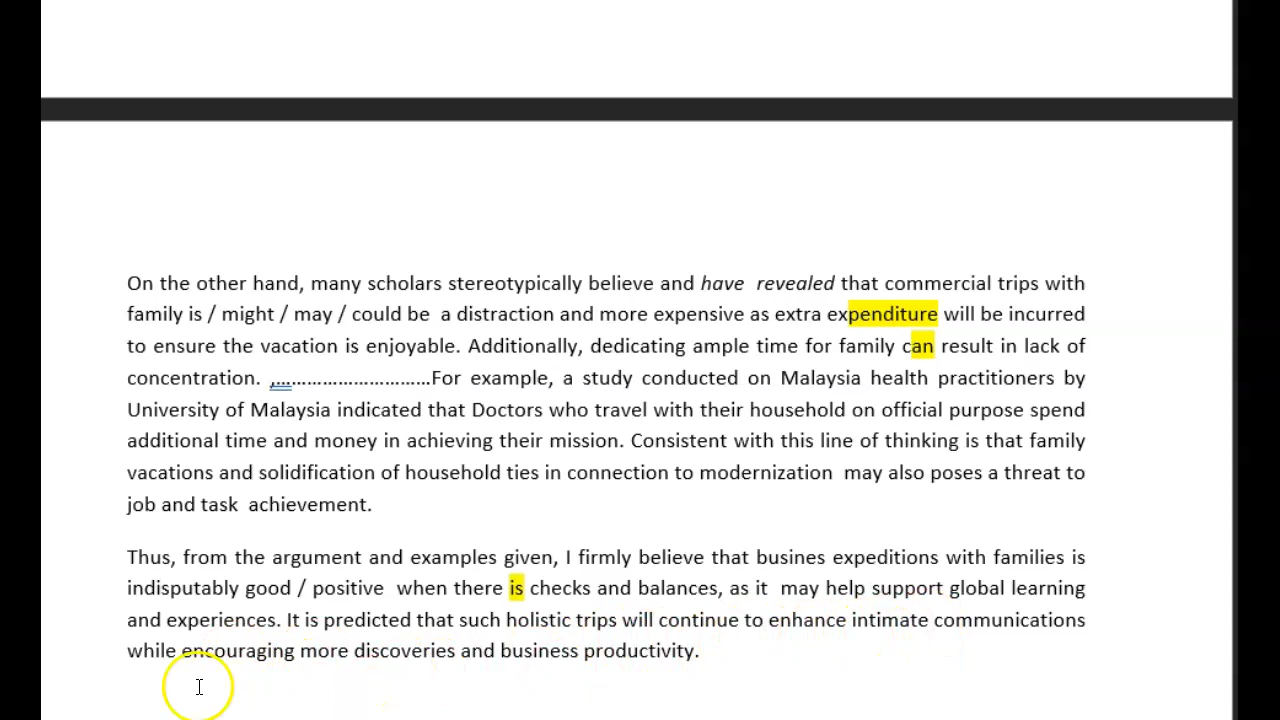 On the other hand, many scholars stereotypically believe and have revealed that commercial trips with
family is / might / may / could be a distraction and more expensive as extra expenditure will be incurred
to ensure the vacation is enjoyable. Additionally, dedicating ample time for family can result in lack of
concentration. ,…………………………For example, a study conducted on Malaysia health practitioners by
University of Malaysia indicated that Doctors who travel with their household on official purpose spend
additional time and money in achieving their mission. Consistent with this line of thinking is that family
vacations and solidification of household ties in connection to modernization may also poses a threat to
job and task achievement.
Thus, from the argument and examples given, I firmly believe that busines expeditions with families is
indisputably good / positive when there is checks and balances, as it may help support global learning
and experiences. It is predicted that such holistic trips will continue to enhance intimate communications
while encouraging more discoveries and business productivity.